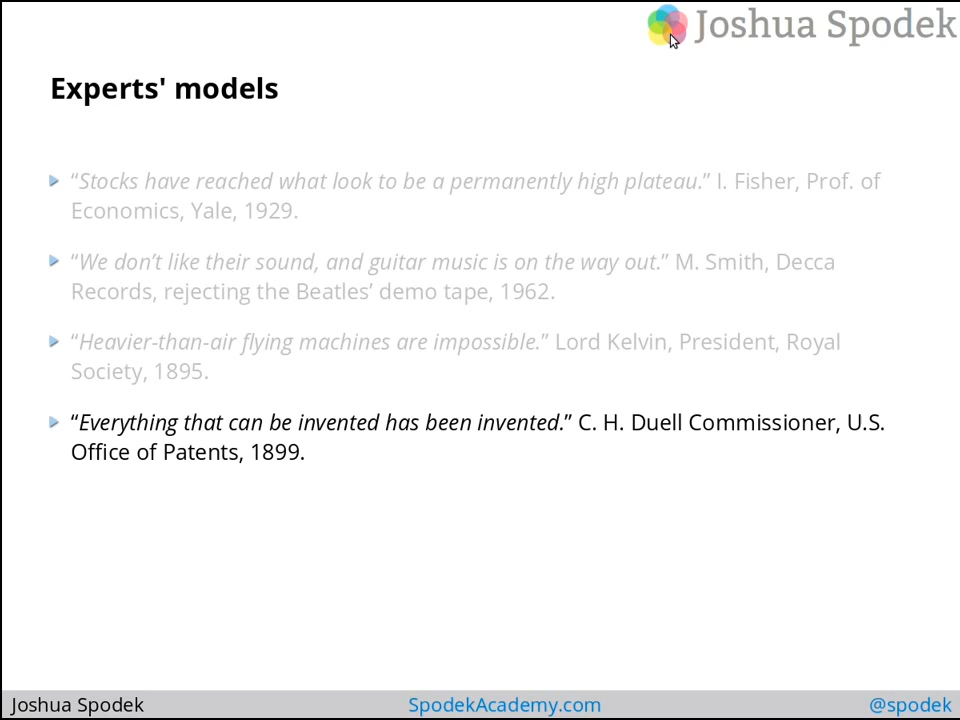 Joshua Spodek
Experts' models
“Stocks have reached what look to be a permanently high plateau.” I. Fisher, Prof. of
Economics, Yale, 1929.
“We don’t like their sound, and guitar music is on the way out.” M. Smith, Decca
Records, rejecting the Beatles’ demo tape, 1962.
“Heavier-than-air flying machines are impossible.” Lord Kelvin, President, Royal
Society, 1895.
“Everything that can be invented has been invented.” C. H. Duell Commissioner, U.S.
Office of Patents, 1899.
Joshua Spodek SpodekAcademy.com @spodek